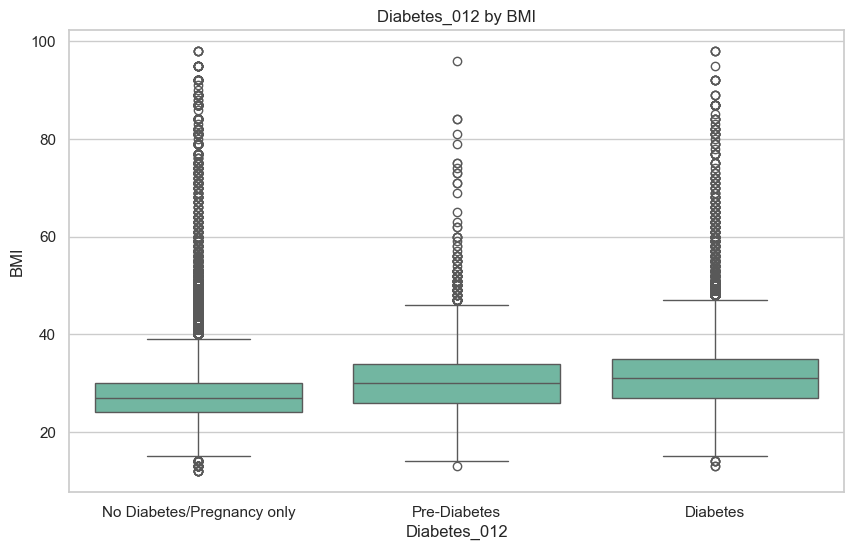 Diabetes_012 by BMI
100
80
60
40
20
BMI
No Diabetes/Pregnancy only
Pre-Diabetes
Diabetes
Diabetes_012